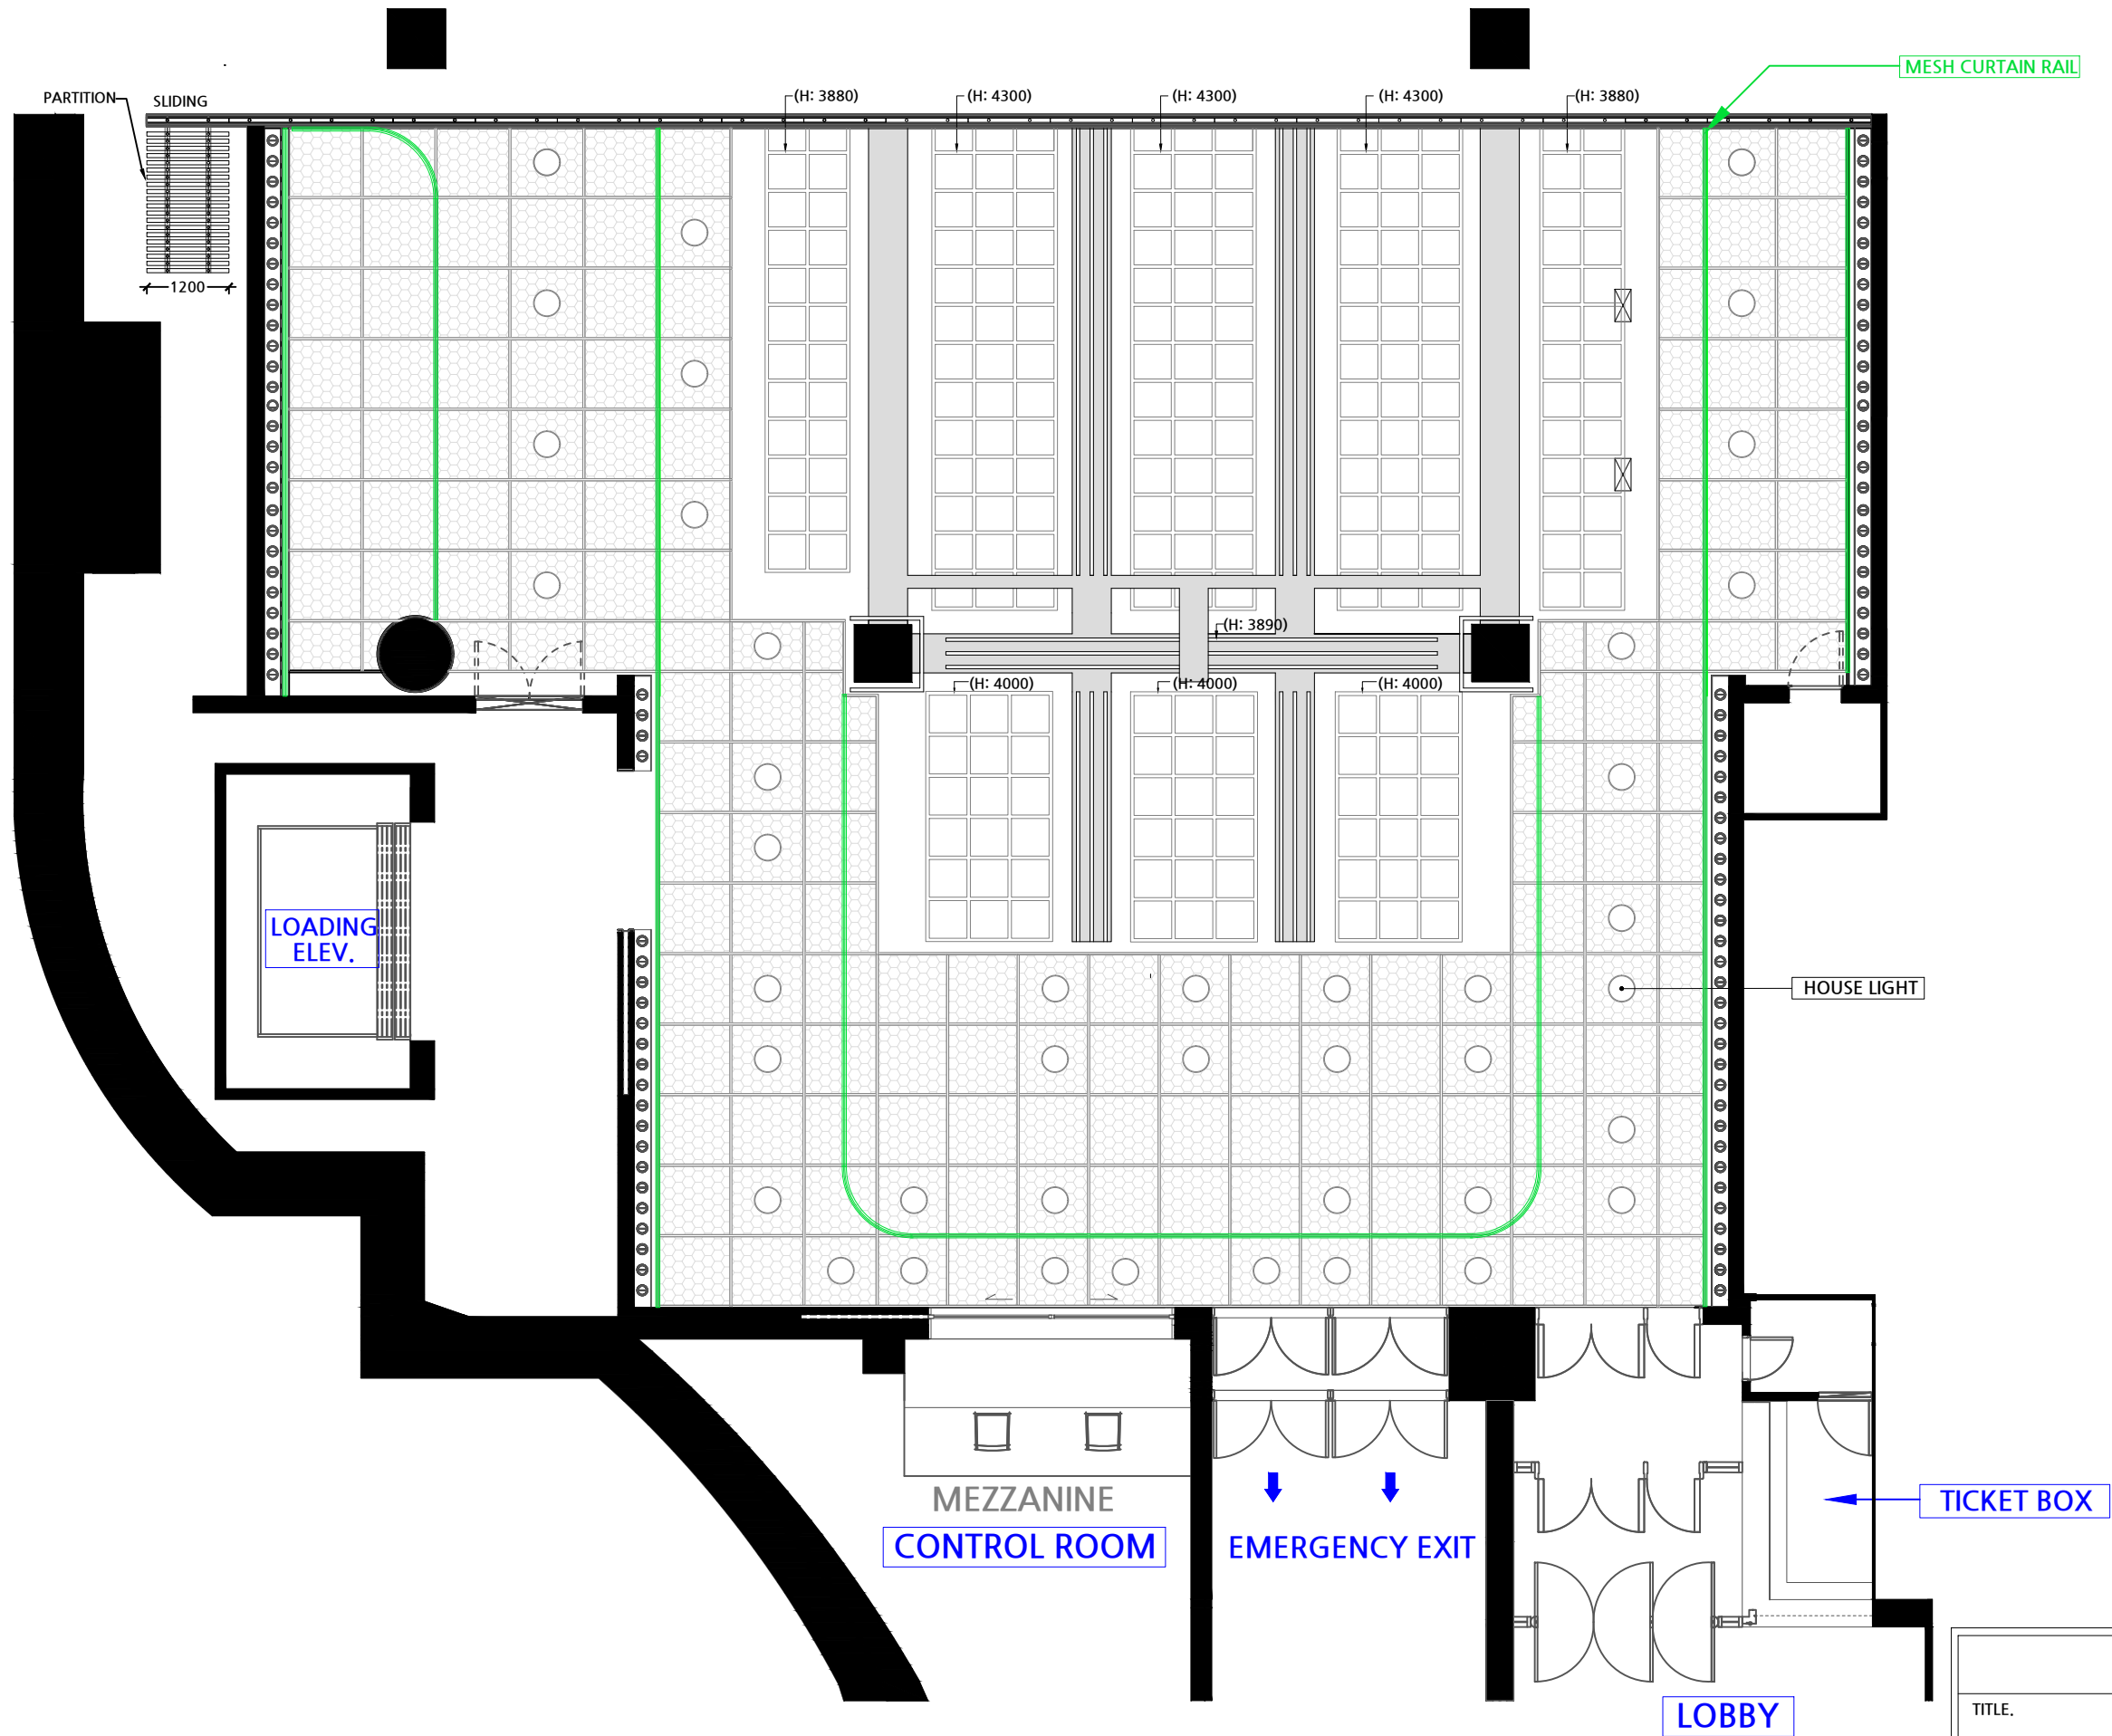 MESH CURTAIN RAIL
PARTITION
SLIDING
(H: 3880)
(H: 4300)
(H: 4300)
(H: 4300)
(H: 3880)
1200
(H: 3890)
(H: 4000)
(H: 4000)
(H: 4000)
LOADING
ELEV.
HOUSE LIGHT
MEZZANINE
CONTROL ROOM
EMERGENCY EXIT
TICKET BOX
LOBBY
TITLE.